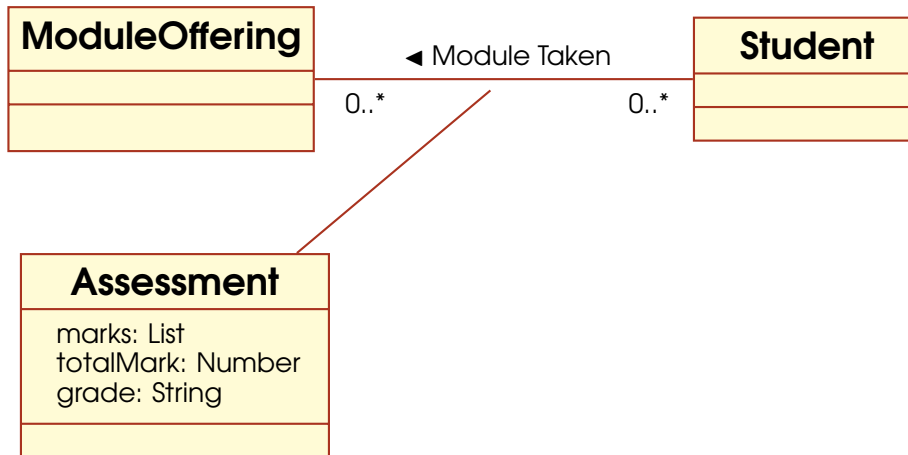 ModuleOffering
◄ Module Taken
Student
0..*
0..*
Assessment
marks: List
totalMark: Number
grade: String